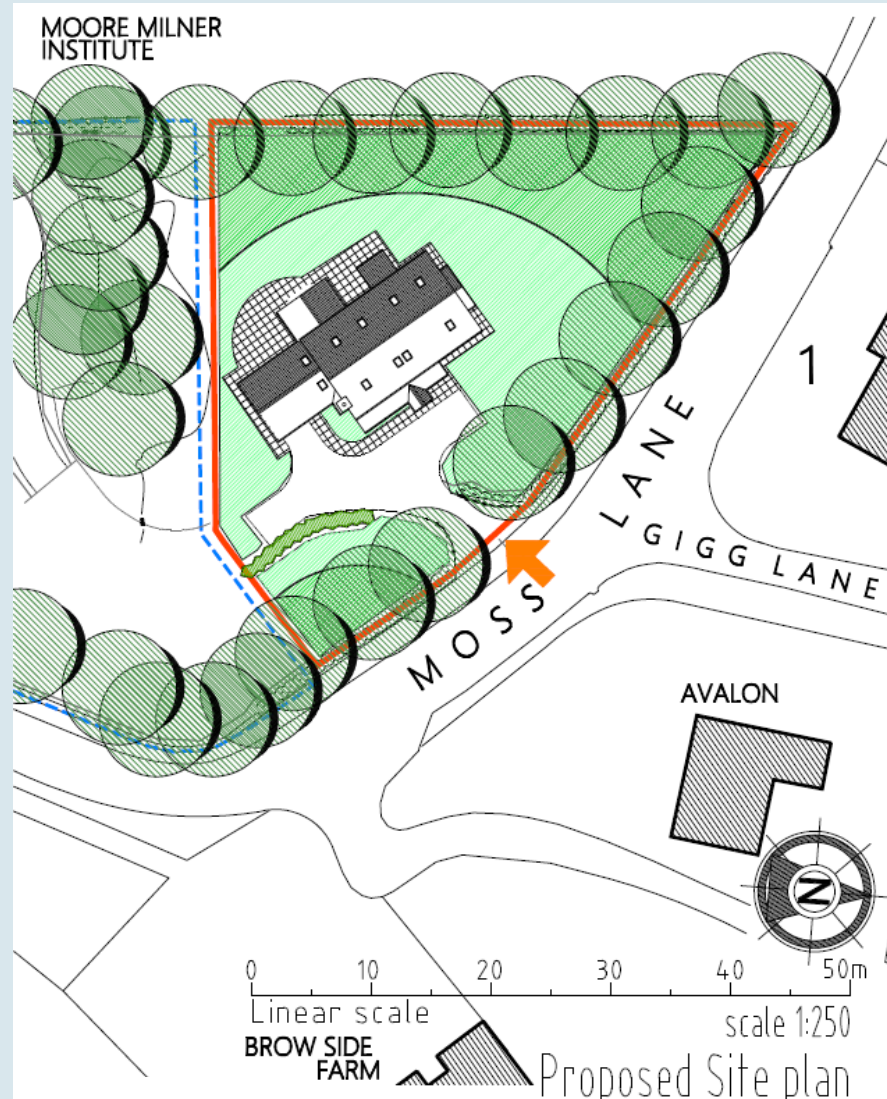 MOORE MILNER
INSTITUTE
1
MOSS LANE
GIGG LANE
AVALON
N
0 10 20 30 40 50m
Linear scale
scale 1:250
BROW SIDE
FARM
Proposed Site plan